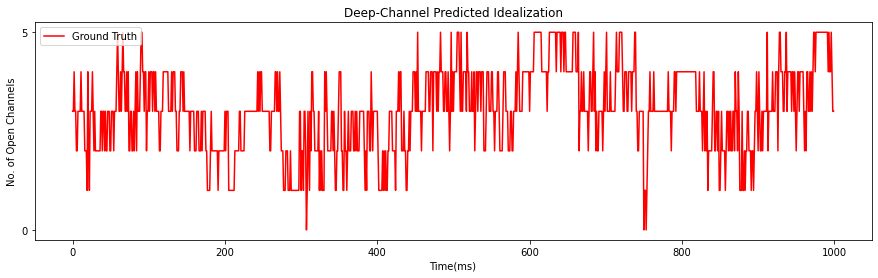 Deep-Channel Predicted Idealization
Ground Truth
No. of Open Channels
5
0
0
200
400
600
800
1000
Time(ms)